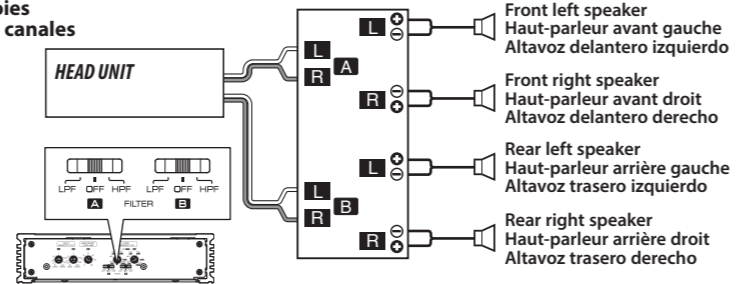 canales
HEAD UNIT
L
R
A
L
R
B
L
R
L
R
Front left speaker
Haut-parleur avant gauche
Altavoz delantero izquierdo
Front right speaker
Haut-parleur avant droit
Altavoz delantero derecho
Rear left speaker
Haut-parleur arrière gauche
Altavoz trasero izquierdo
Rear right speaker
Haut-parleur arrière droit
Altavoz trasero derecho
LPF OFF HPF LPF OFF HPF
A FILTER B